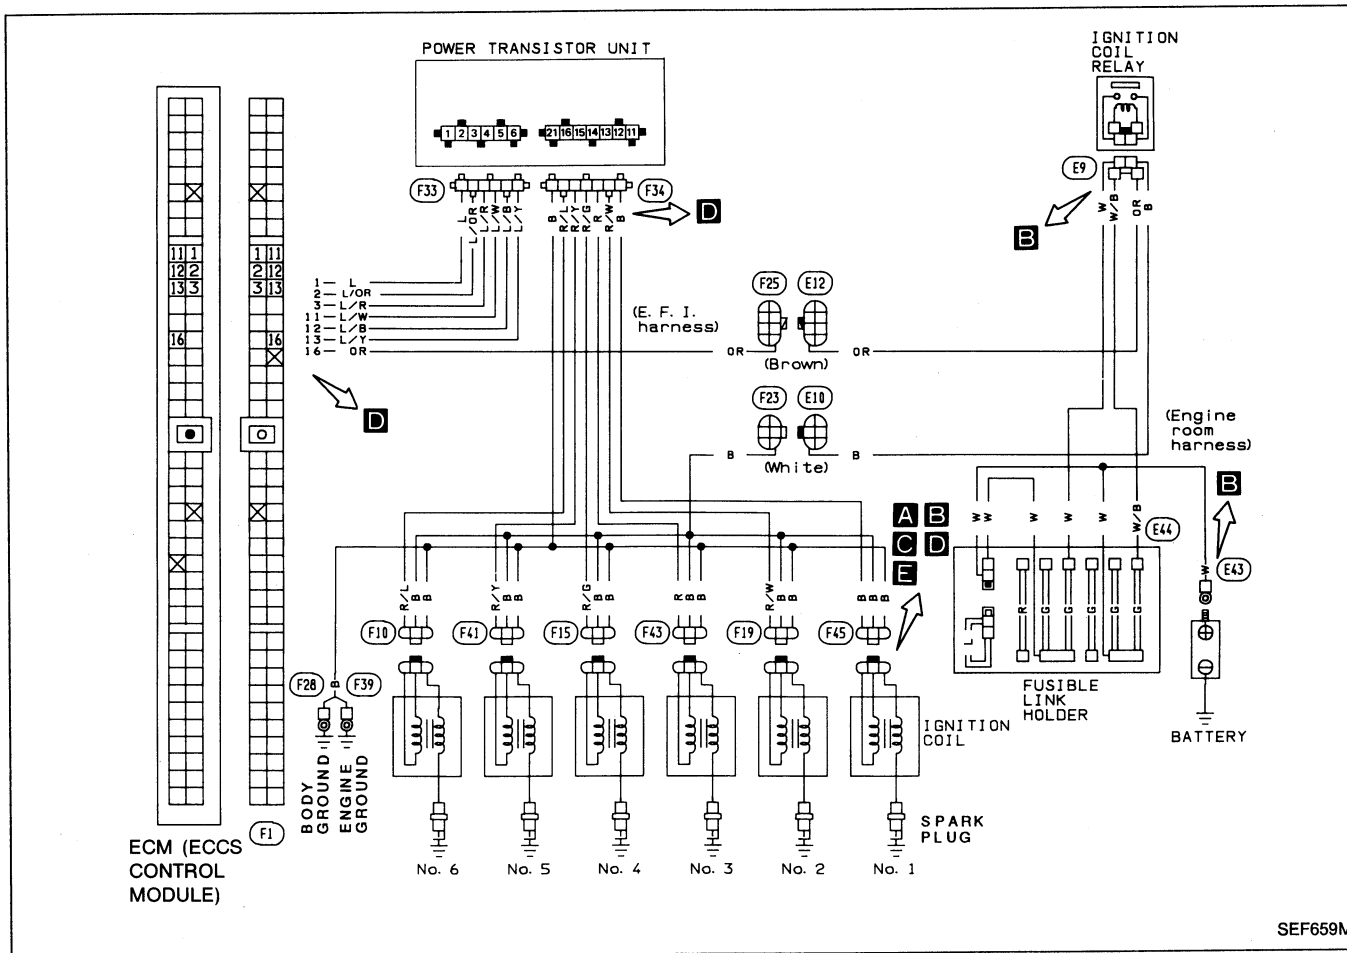 POWER TRANSISTOR UNIT
IGNITION
COIL
RELAY
1 2 3 4 5 6
21 16 15 14 13 12 11
F33
F34
D
E9
B
L
L/OR
L/R
L/W
L/B
L/Y
B
R/L
R/Y
R/G
R
R/W
B
W
W/B
OR
B
11 1
12 2
13 3
16
1 11
2 12
3 13
16
1 L
2 L/OR
3 L/R
11 L/W
12 L/B
13 L/Y
16 OR
D
(E. F. I.
harness)
F25
E12
OR
OR
(Brown)
F23
E10
B
B
(White)
(Engine
room
harness)
B
A B
C D
E
W
W
W
W
W
W/B
E44
W
E43
R/L
B
B
R/Y
B
B
R/G
B
B
R
B
B
R/W
B
B
B
B
B
F10
F41
F15
F43
F19
F45
L
R
G
G
G
G
FUSIBLE
LINK
HOLDER
BATTERY
F28
B
F39
BODY
GROUND
ENGINE
GROUND
IGNITION
COIL
SPARK
PLUG
No. 6
No. 5
No. 4
No. 3
No. 2
No. 1
F1
ECM (ECCS
CONTROL
MODULE)
SEF659M